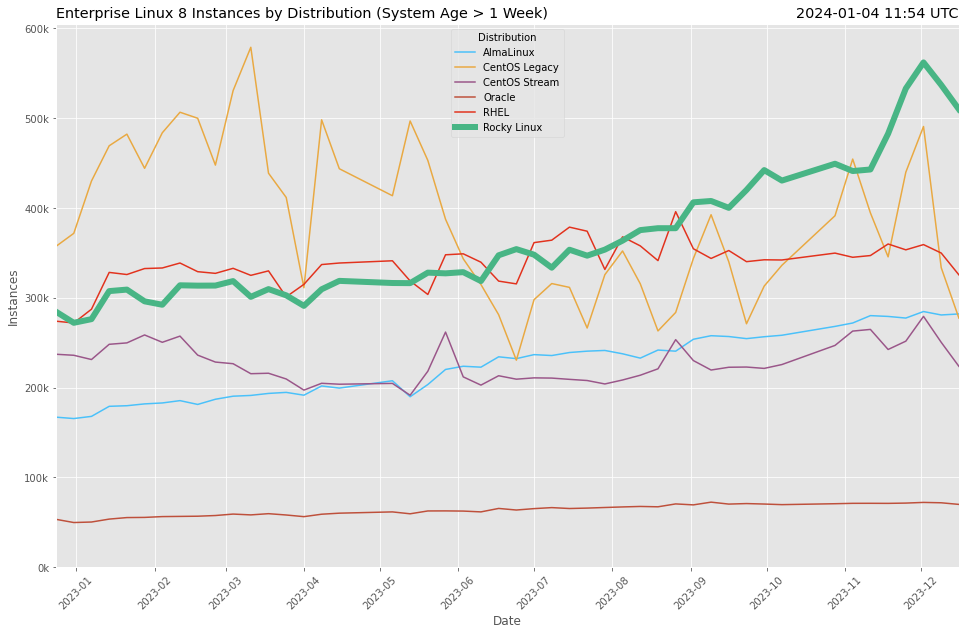 Enterprise Linux 8 Instances by Distribution (System Age > 1 Week)
2024-01-04 11:54 UTC
Distribution
AlmaLinux
CentOS Legacy
CentOS Stream
Oracle
RHEL
Rocky Linux
600k
500k
400k
300k
200k
100k
0k
Instances
2023-01
2023-02
2023-03
2023-04
2023-05
2023-06
2023-07
2023-08
2023-09
2023-10
2023-11
2023-12
Date